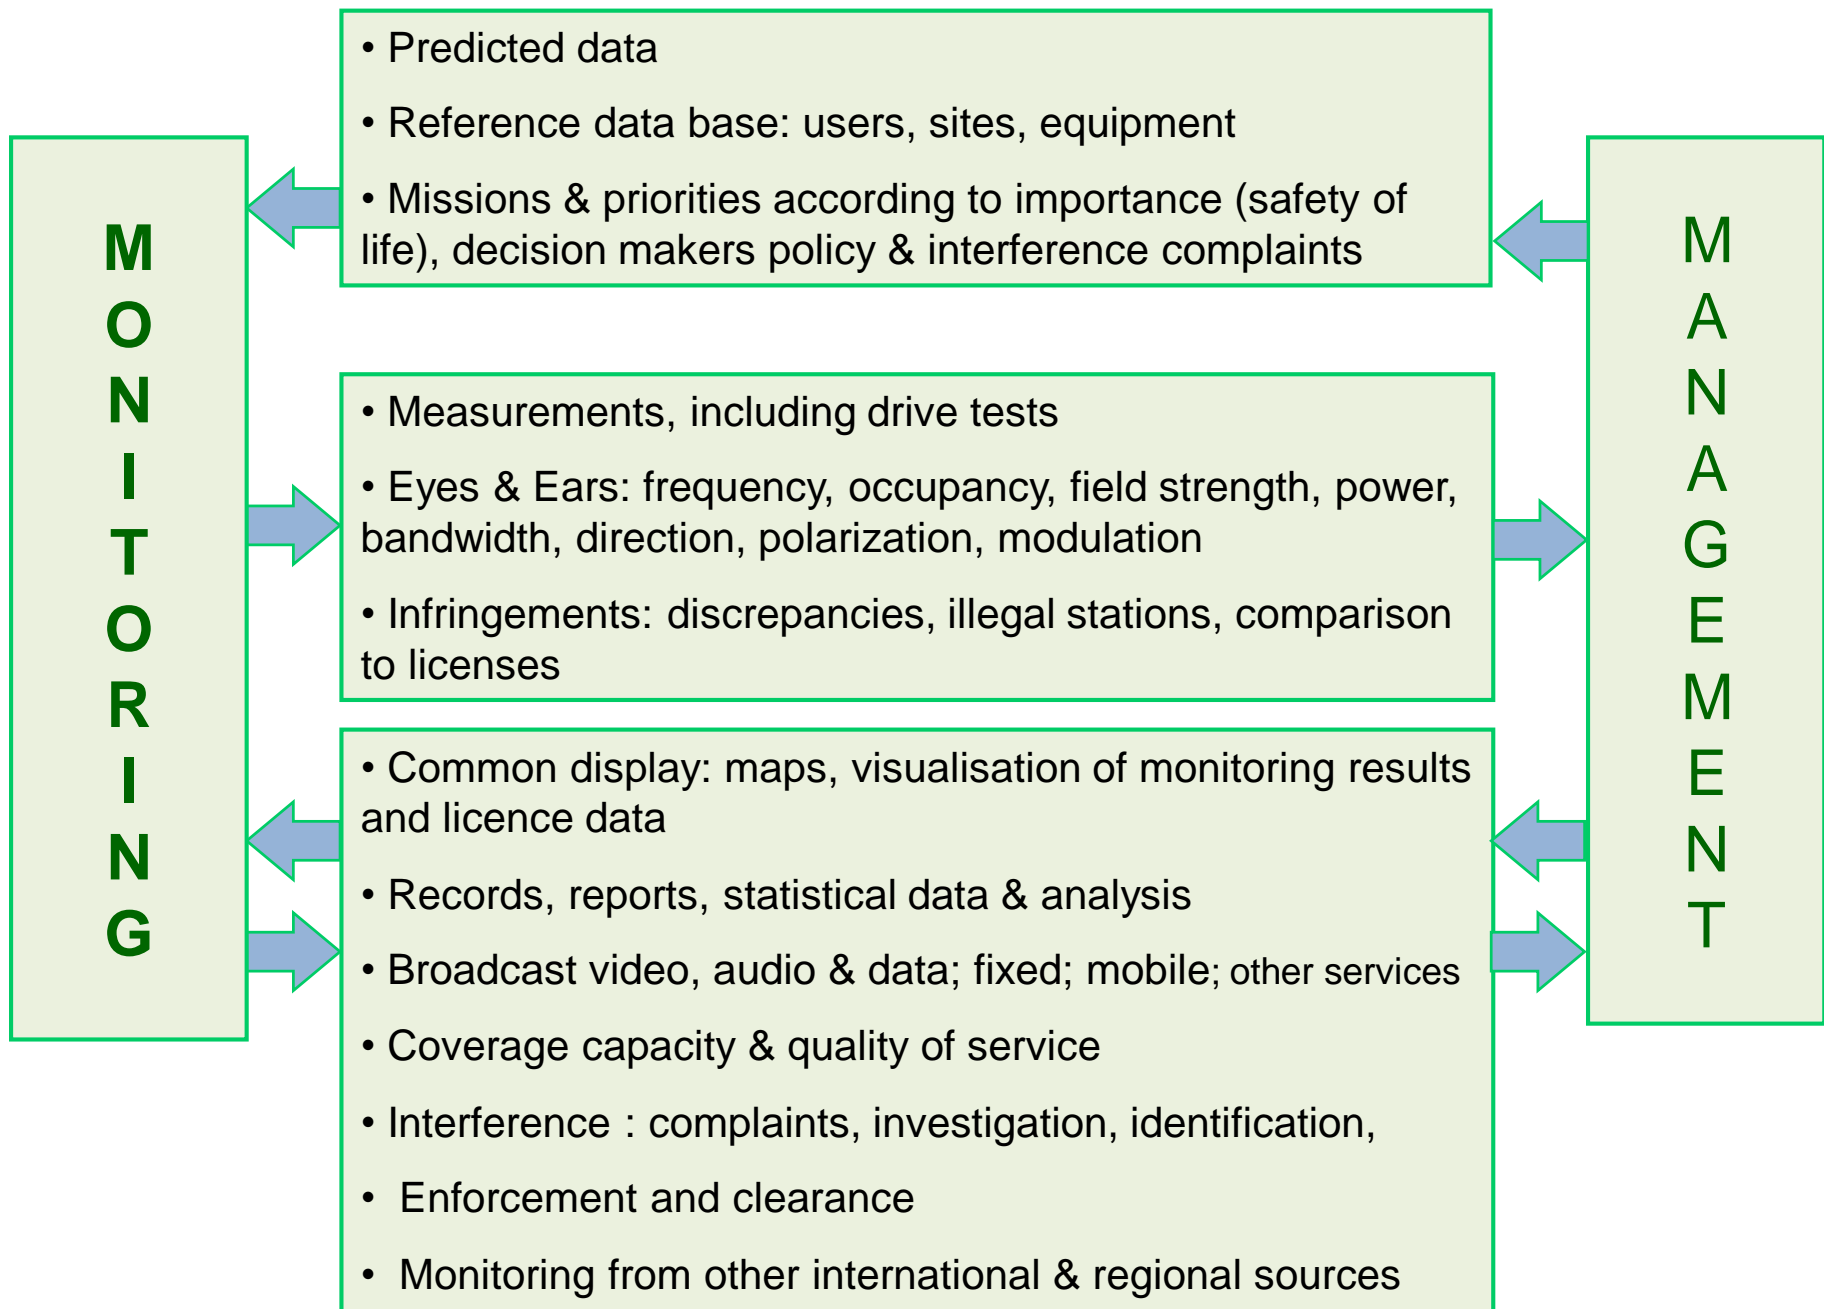 • Predicted data
• Reference data base: users, sites, equipment
• Missions & priorities according to importance (safety of
life), decision makers policy & interference complaints
MONITORING
MANAGEMENT
• Measurements, including drive tests
• Eyes & Ears: frequency, occupancy, field strength, power,
bandwidth, direction, polarization, modulation
• Infringements: discrepancies, illegal stations, comparison
to licenses
• Common display: maps, visualisation of monitoring results
and licence data
• Records, reports, statistical data & analysis
• Broadcast video, audio & data; fixed; mobile; other services
• Coverage capacity & quality of service
• Interference : complaints, investigation, identification,
• Enforcement and clearance
• Monitoring from other international & regional sources